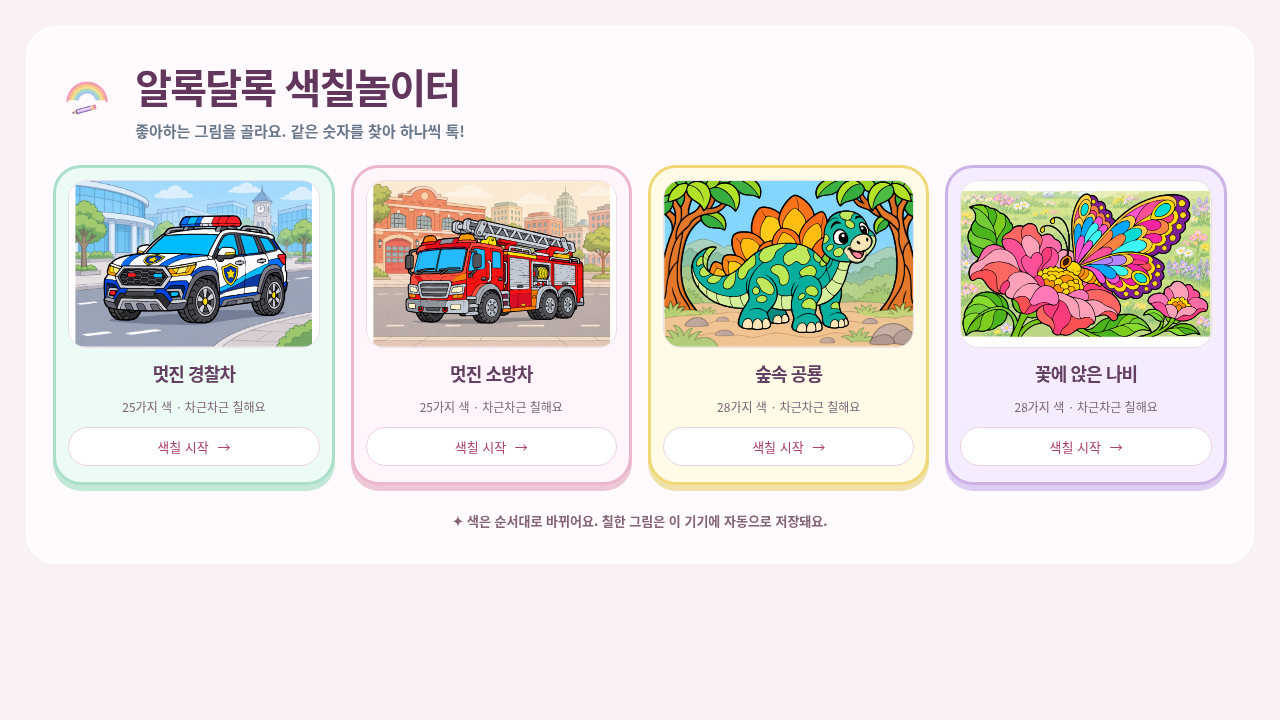 알록달록 색칠놀이터
좋아하는 그림을 골라요. 같은 숫자를 찾아 하나씩 톡!
멋진 경찰차
25가지 색 · 차근차근 칠해요
색칠 시작 →
멋진 소방차
25가지 색 · 차근차근 칠해요
색칠 시작 →
숲속 공룡
28가지 색 · 차근차근 칠해요
색칠 시작 →
꽃에 앉은 나비
28가지 색 · 차근차근 칠해요
색칠 시작 →
✦ 색은 순서대로 바뀌어요. 칠한 그림은 이 기기에 자동으로 저장돼요.